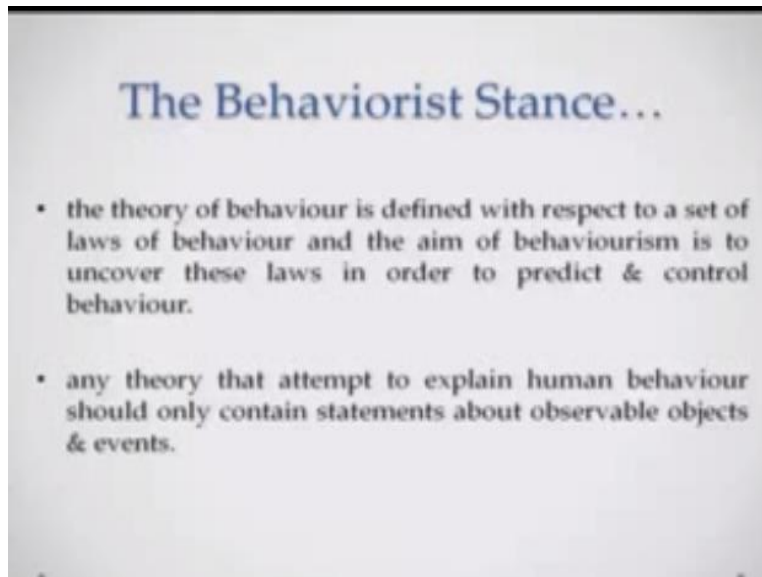 The Behaviorist Stance...
• the theory of behaviour is defined with respect to a set of
laws of behaviour and the aim of behaviourism is to
uncover these laws in order to predict & control
behaviour.
• any theory that attempt to explain human behaviour
should only contain statements about observable objects
& events.